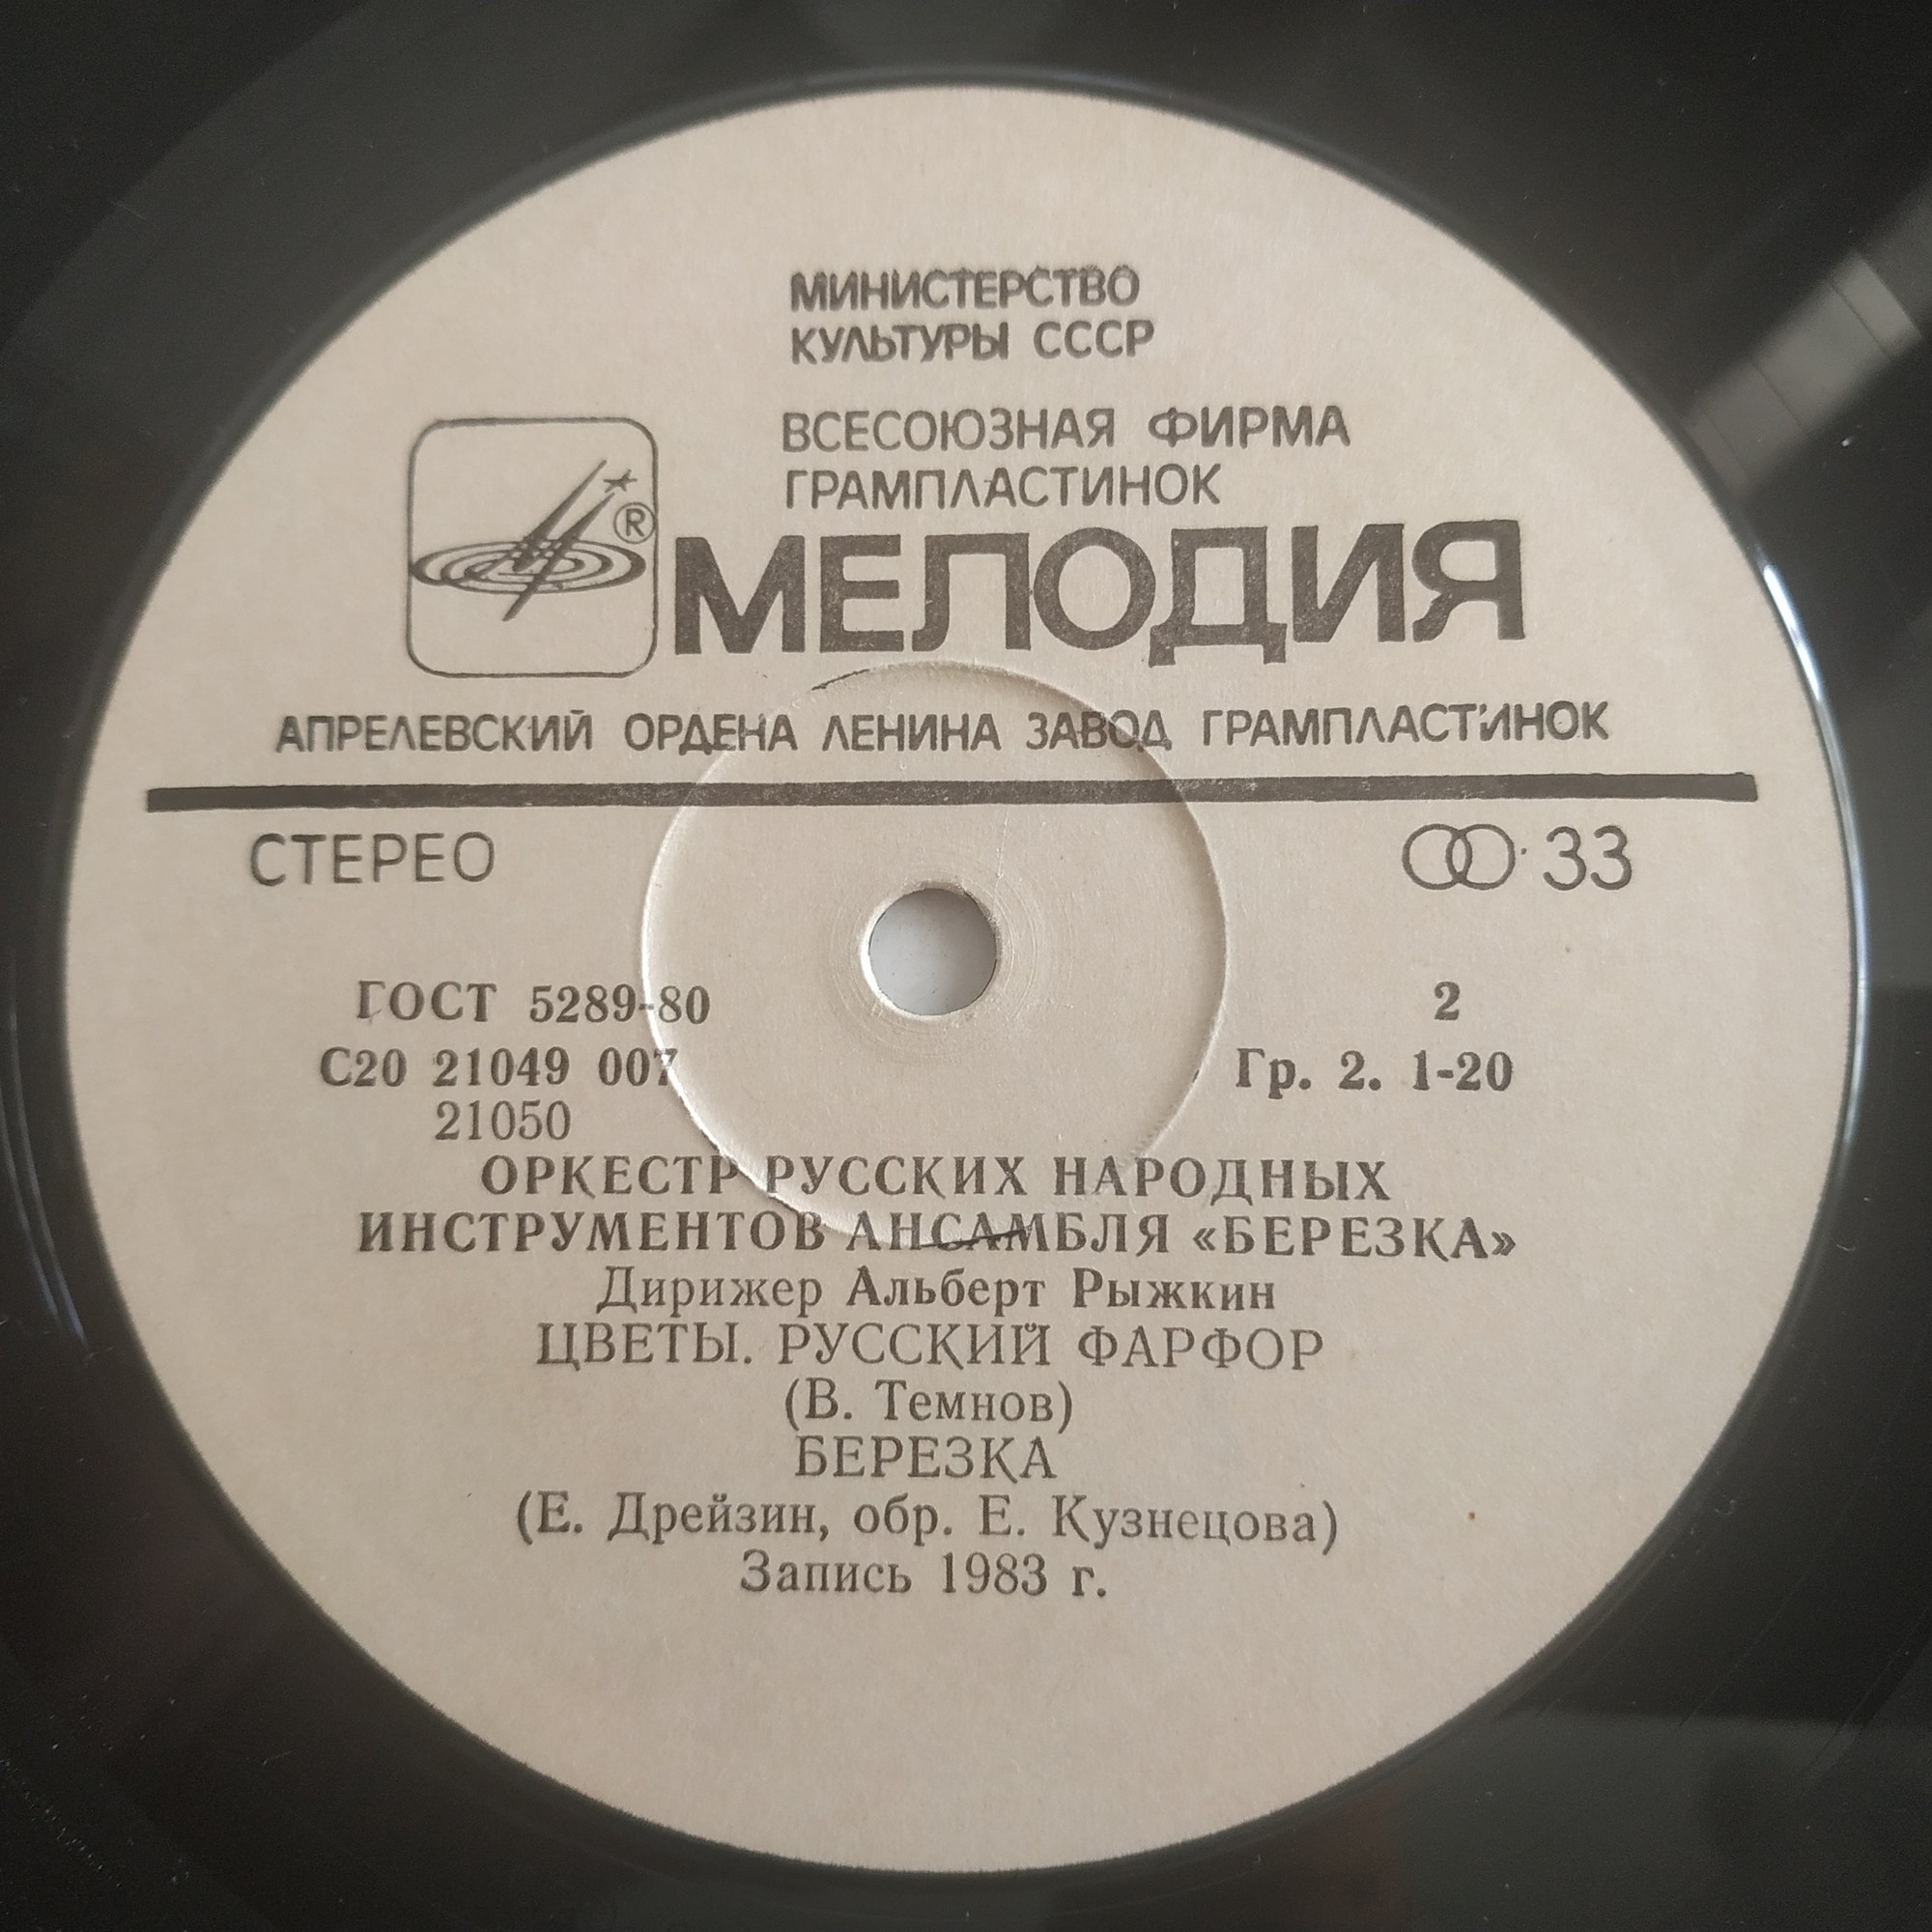 МИНИСТЕРСТВО
КУЛЬТУРЫ СССР
ВСЕСОЮЗНАЯ ФИРМА
ГРАМПЛАСТИНОК
®
МЕЛОДИЯ
АПРЕЛЕВСКИЙ ОРДЕНА ЛЕНИНА ЗАВОД ГРАМПЛАСТИНОК
СТЕРЕО 33
ГОСТ 5289-80 2
С20 21049 007 Гр. 2. 1-20
21050
ОРКЕСТР РУССКИХ НАРОДНЫХ
ИНСТРУМЕНТОВ АНСАМБЛЯ «БЕРЕЗКА»
Дирижер Альберт Рыжкин
ЦВЕТЫ. РУССКИЙ ФАРФОР
(В. Темнов)
БЕРЕЗКА
(Е. Дрейзин, обр. Е. Кузнецова)
Запись 1983 г.